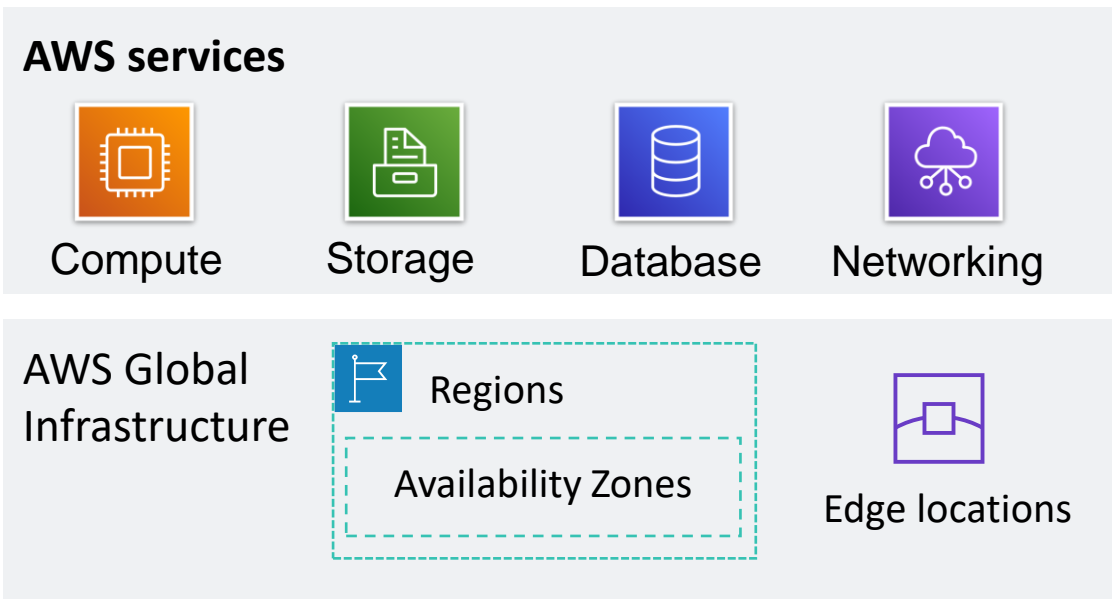 AWS services
Compute
Storage
Database
Networking
AWS Global
Infrastructure
Regions
Availability Zones
Edge locations